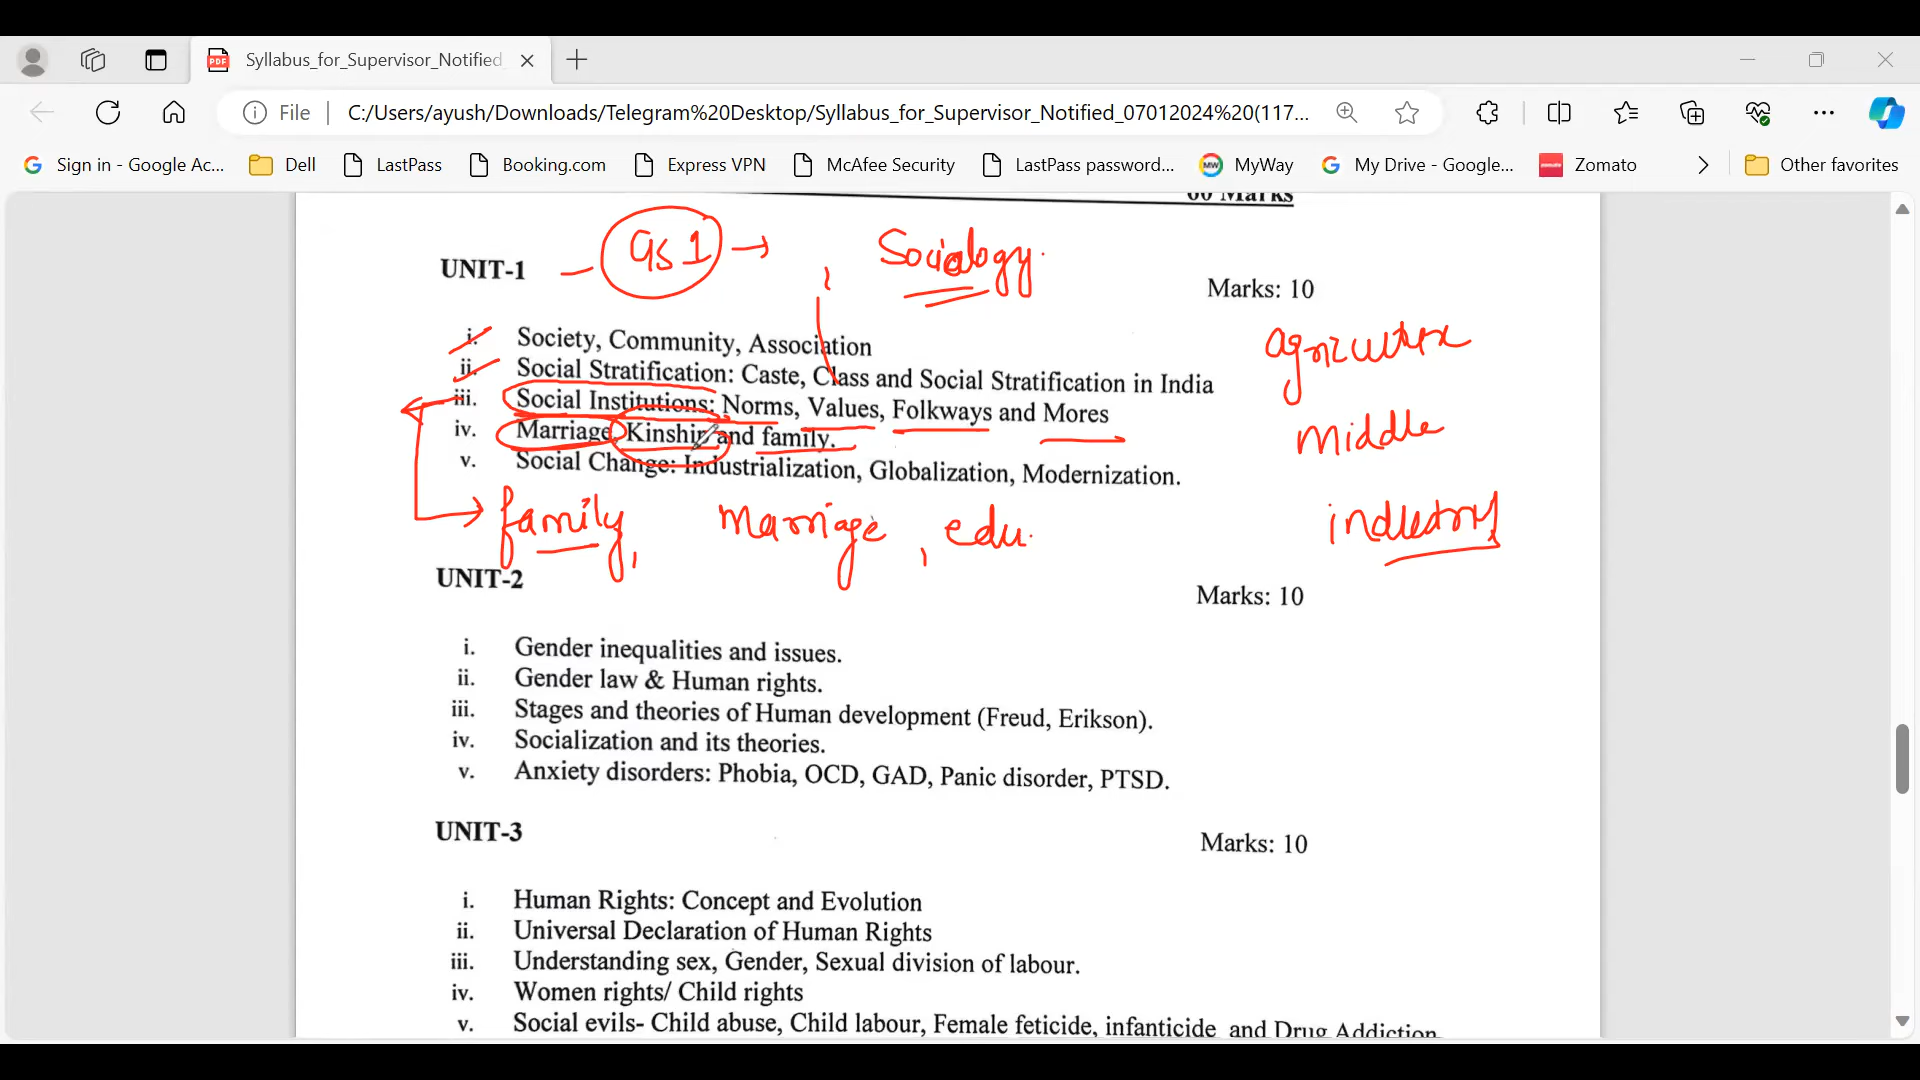 Syllabus_for_Supervisor_Notified_
File
C:/Users/ayush/Downloads/Telegram%20Desktop/Syllabus_for_Supervisor_Notified_07012024%20(117...
Sign in - Google Ac...
Dell
LastPass
Booking.com
Express VPN
McAfee Security
LastPass password...
MyWay
My Drive - Google...
Zomato
Other favorites
60 Marks
UNIT-1 — GS 1 → Sociology.
Marks: 10
i. Society, Community, Association
agriculture
ii. Social Stratification: Caste, Class and Social Stratification in India
iii. Social Institutions: Norms, Values, Folkways and Mores
iv. Marriage, Kinship and family.
middle
v. Social Change: Industrialization, Globalization, Modernization.
family, marriage, edu.
industry
UNIT-2
Marks: 10
i. Gender inequalities and issues.
ii. Gender law & Human rights.
iii. Stages and theories of Human development (Freud, Erikson).
iv. Socialization and its theories.
v. Anxiety disorders: Phobia, OCD, GAD, Panic disorder, PTSD.
UNIT-3
Marks: 10
i. Human Rights: Concept and Evolution
ii. Universal Declaration of Human Rights
iii. Understanding sex, Gender, Sexual division of labour.
iv. Women rights/ Child rights
v. Social evils- Child abuse, Child labour, Female feticide, infanticide and Drug Addiction